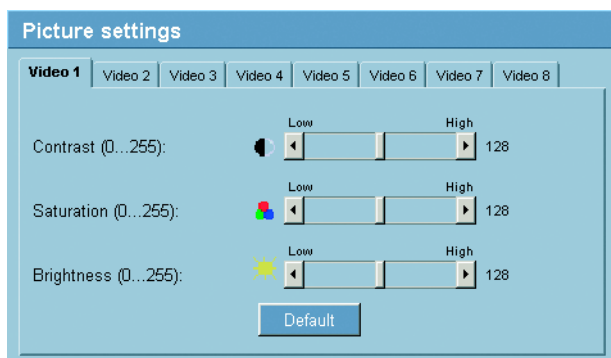 Picture settings
Video 1 Video 2 Video 3 Video 4 Video 5 Video 6 Video 7 Video 8
Low High
Contrast (0...255): 128
Low High
Saturation (0...255): 128
Low High
Brightness (0...255): 128
Default